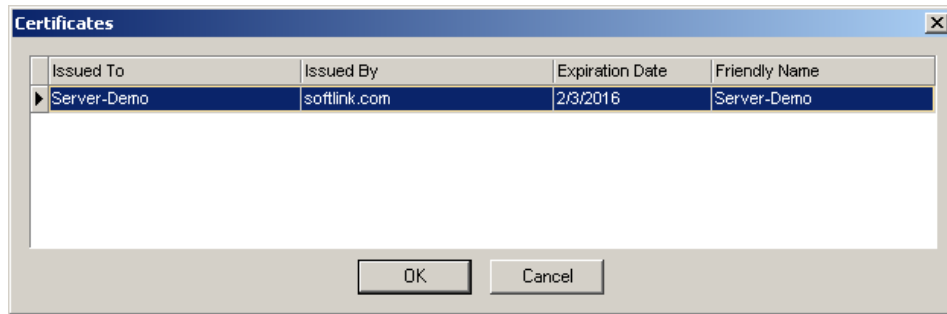 Certificates
Issued To Issued By Expiration Date Friendly Name
Server-Demo softlink.com 2/3/2016 Server-Demo
OK Cancel